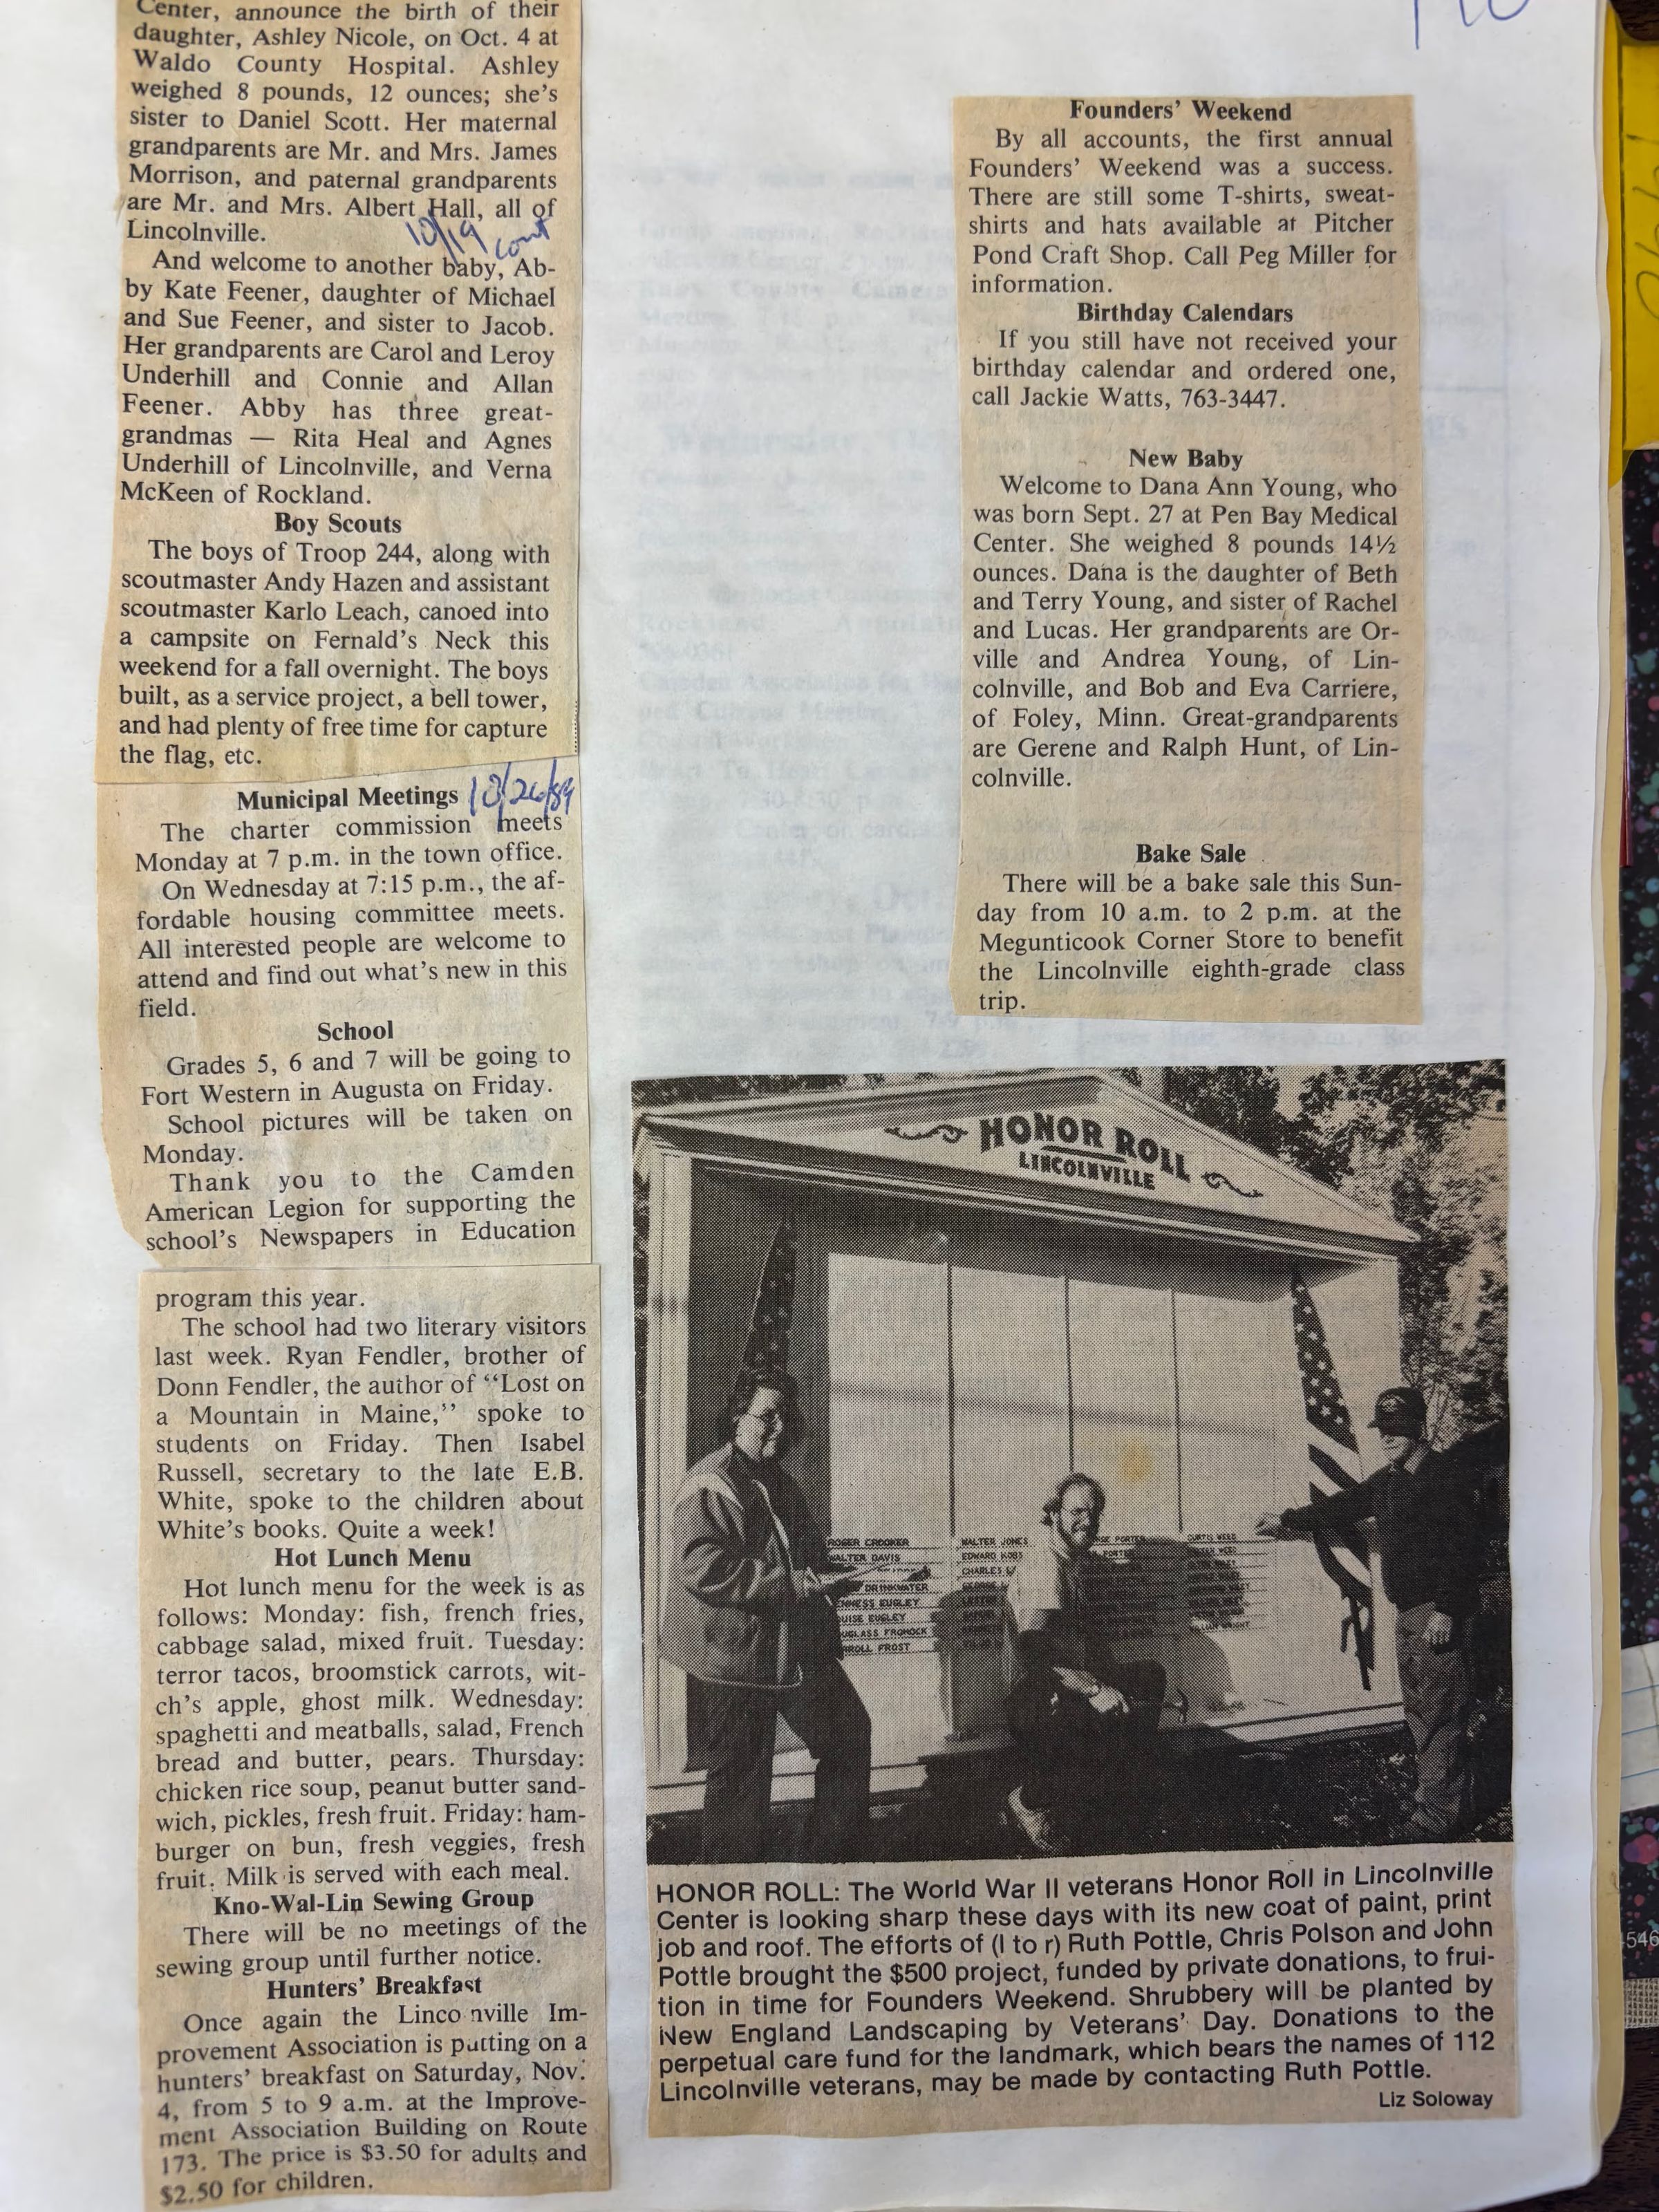 Center, announce the birth of their
daughter, Ashley Nicole, on Oct. 4 at
Waldo County Hospital. Ashley
weighed 8 pounds, 12 ounces; she's
sister to Daniel Scott. Her maternal
grandparents are Mr. and Mrs. James
Morrison, and paternal grandparents
are Mr. and Mrs. Albert Hall, all of
Lincolnville.
10/19 cont
And welcome to another baby, Ab-
by Kate Feener, daughter of Michael
and Sue Feener, and sister to Jacob.
Her grandparents are Carol and Leroy
Underhill and Connie and Allan
Feener. Abby has three great-
grandmas — Rita Heal and Agnes
Underhill of Lincolnville, and Verna
McKeen of Rockland.
Boy Scouts
The boys of Troop 244, along with
scoutmaster Andy Hazen and assistant
scoutmaster Karlo Leach, canoed into
a campsite on Fernald's Neck this
weekend for a fall overnight. The boys
built, as a service project, a bell tower,
and had plenty of free time for capture
the flag, etc.
Municipal Meetings 10/26/89
The charter commission meets
Monday at 7 p.m. in the town office.
On Wednesday at 7:15 p.m., the af-
fordable housing committee meets.
All interested people are welcome to
attend and find out what's new in this
field.
School
Grades 5, 6 and 7 will be going to
Fort Western in Augusta on Friday.
School pictures will be taken on
Monday.
Thank you to the Camden
American Legion for supporting the
school's Newspapers in Education
program this year.
The school had two literary visitors
last week. Ryan Fendler, brother of
Donn Fendler, the author of "Lost on
a Mountain in Maine," spoke to
students on Friday. Then Isabel
Russell, secretary to the late E.B.
White, spoke to the children about
White's books. Quite a week!
Hot Lunch Menu
Hot lunch menu for the week is as
follows: Monday: fish, french fries,
cabbage salad, mixed fruit. Tuesday:
terror tacos, broomstick carrots, wit-
ch's apple, ghost milk. Wednesday:
spaghetti and meatballs, salad, French
bread and butter, pears. Thursday:
chicken rice soup, peanut butter sand-
wich, pickles, fresh fruit. Friday: ham-
burger on bun, fresh veggies, fresh
fruit. Milk is served with each meal.
Kno-Wal-Lin Sewing Group
There will be no meetings of the
sewing group until further notice.
Hunters' Breakfast
Once again the Linco nville Im-
provement Association is putting on a
hunters' breakfast on Saturday, Nov.
4, from 5 to 9 a.m. at the Improve-
ment Association Building on Route
173. The price is $3.50 for adults and
$2.50 for children.
Founders' Weekend
By all accounts, the first annual
Founders' Weekend was a success.
There are still some T-shirts, sweat-
shirts and hats available at Pitcher
Pond Craft Shop. Call Peg Miller for
information.
Birthday Calendars
If you still have not received your
birthday calendar and ordered one,
call Jackie Watts, 763-3447.
New Baby
Welcome to Dana Ann Young, who
was born Sept. 27 at Pen Bay Medical
Center. She weighed 8 pounds 14½
ounces. Dana is the daughter of Beth
and Terry Young, and sister of Rachel
and Lucas. Her grandparents are Or-
ville and Andrea Young, of Lin-
colnville, and Bob and Eva Carriere,
of Foley, Minn. Great-grandparents
are Gerene and Ralph Hunt, of Lin-
colnville.
Bake Sale
There will be a bake sale this Sun-
day from 10 a.m. to 2 p.m. at the
Megunticook Corner Store to benefit
the Lincolnville eighth-grade class
trip.
HONOR ROLL
LINCOLNVILLE
ROGER CROOKER
WALTER DAVIS
DRINKWATER
EUGLEY
EUGLEY
FROHOCK
FROST
WALTER JONES
EDWARD
CHARLES
PORTER
CURTIS WEED
WRIGHT
HONOR ROLL: The World War II veterans Honor Roll in Lincolnville
Center is looking sharp these days with its new coat of paint, print
job and roof. The efforts of (l to r) Ruth Pottle, Chris Polson and John
Pottle brought the $500 project, funded by private donations, to frui-
tion in time for Founders Weekend. Shrubbery will be planted by
New England Landscaping by Veterans' Day. Donations to the
perpetual care fund for the landmark, which bears the names of 112
Lincolnville veterans, may be made by contacting Ruth Pottle.
Liz Soloway
546